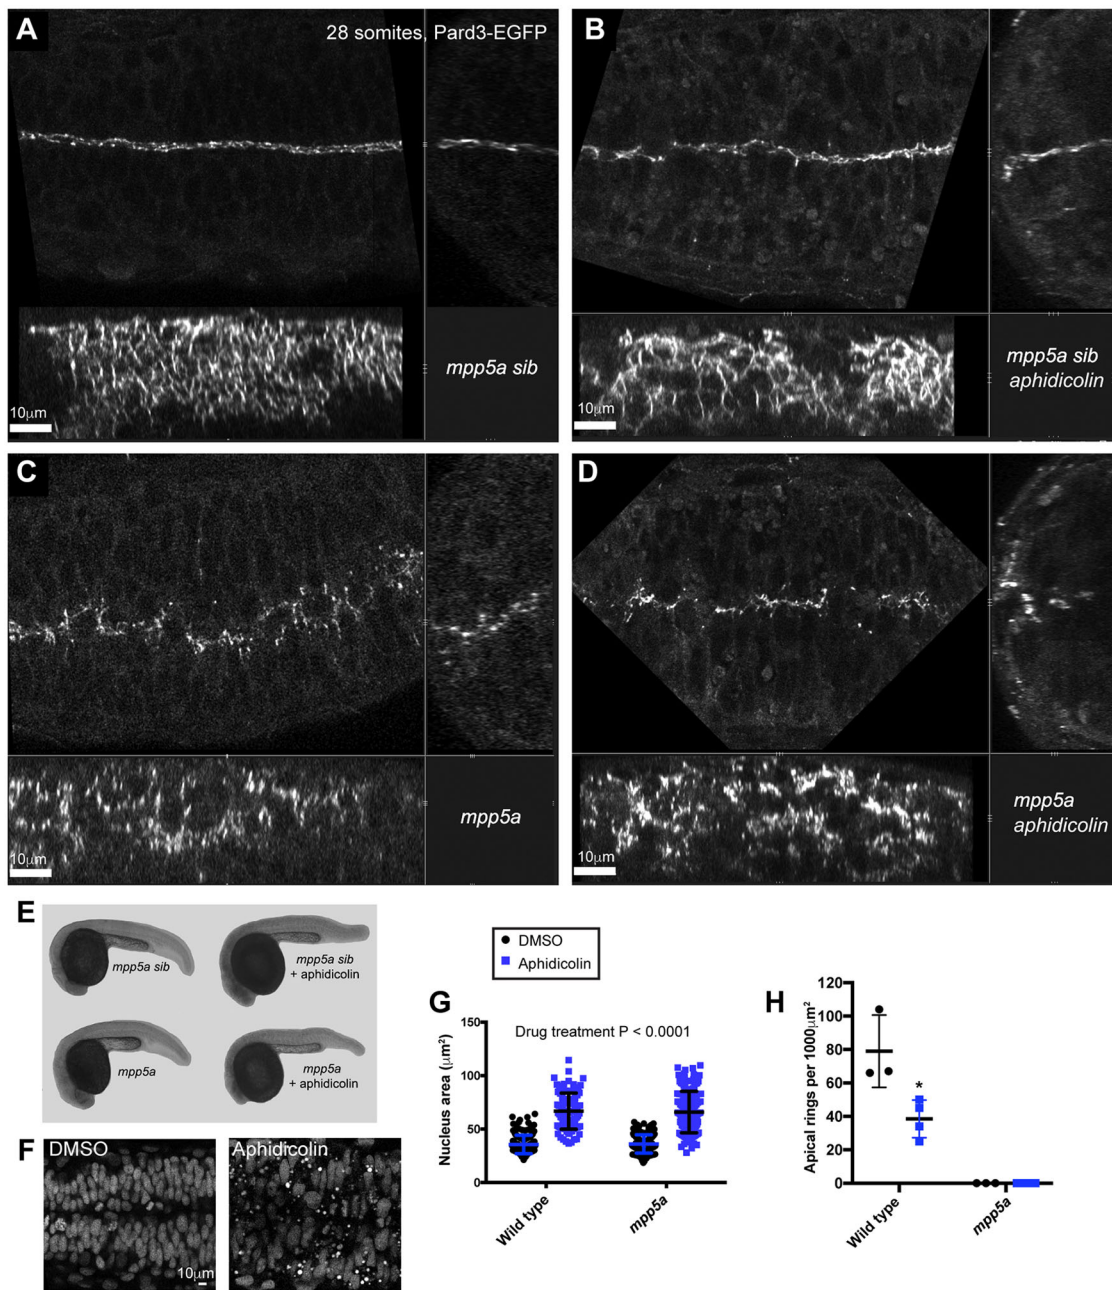 A
28 somites, Pard3-EGFP
mpp5a sib
10µm
B
mpp5a sib
aphidicolin
10µm
C
mpp5a
10µm
D
mpp5a
aphidicolin
10µm
E
mpp5a sib
mpp5a sib
+ aphidicolin
mpp5a
mpp5a
+ aphidicolin
F
DMSO
Aphidicolin
10µm
DMSO
Aphidicolin
G
Drug treatment P < 0.0001
Nucleus area (µm²)
150
100
50
0
Wild type
mpp5a
H
Apical rings per 1000µm²
120
100
80
60
40
20
0
*
Wild type
mpp5a